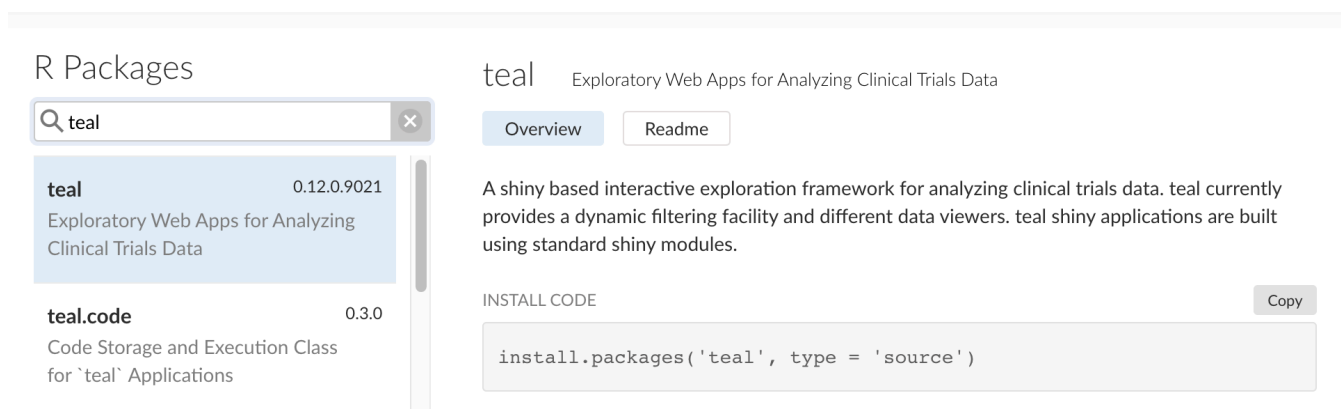 R Packages
teal
teal 0.12.0.9021
Exploratory Web Apps for Analyzing
Clinical Trials Data
teal.code 0.3.0
Code Storage and Execution Class
for `teal` Applications
teal Exploratory Web Apps for Analyzing Clinical Trials Data
Overview Readme
A shiny based interactive exploration framework for analyzing clinical trials data. teal currently
provides a dynamic filtering facility and different data viewers. teal shiny applications are built
using standard shiny modules.
INSTALL CODE Copy
install.packages('teal', type = 'source')